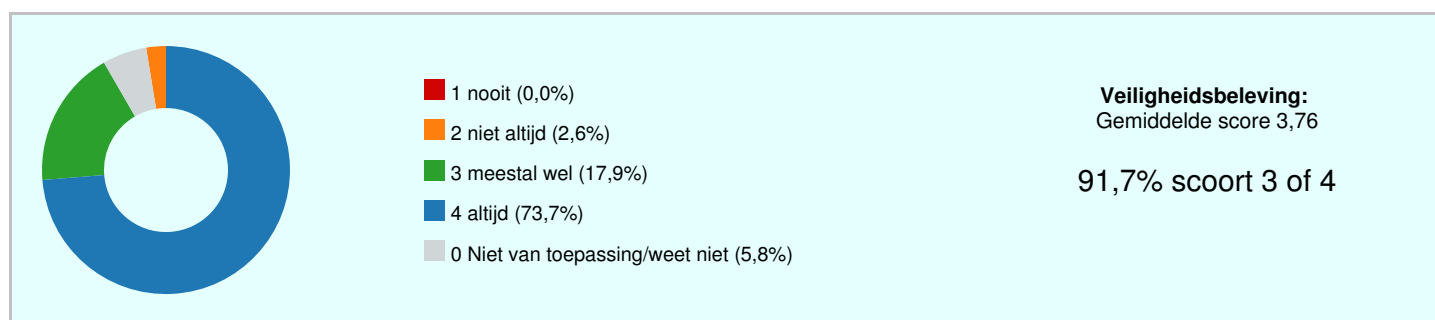 1 nooit (0,0%)
2 niet altijd (2,6%)
3 meestal wel (17,9%)
4 altijd (73,7%)
0 Niet van toepassing/weet niet (5,8%)
Veiligheidsbeleving:
Gemiddelde score 3,76
91,7% scoort 3 of 4